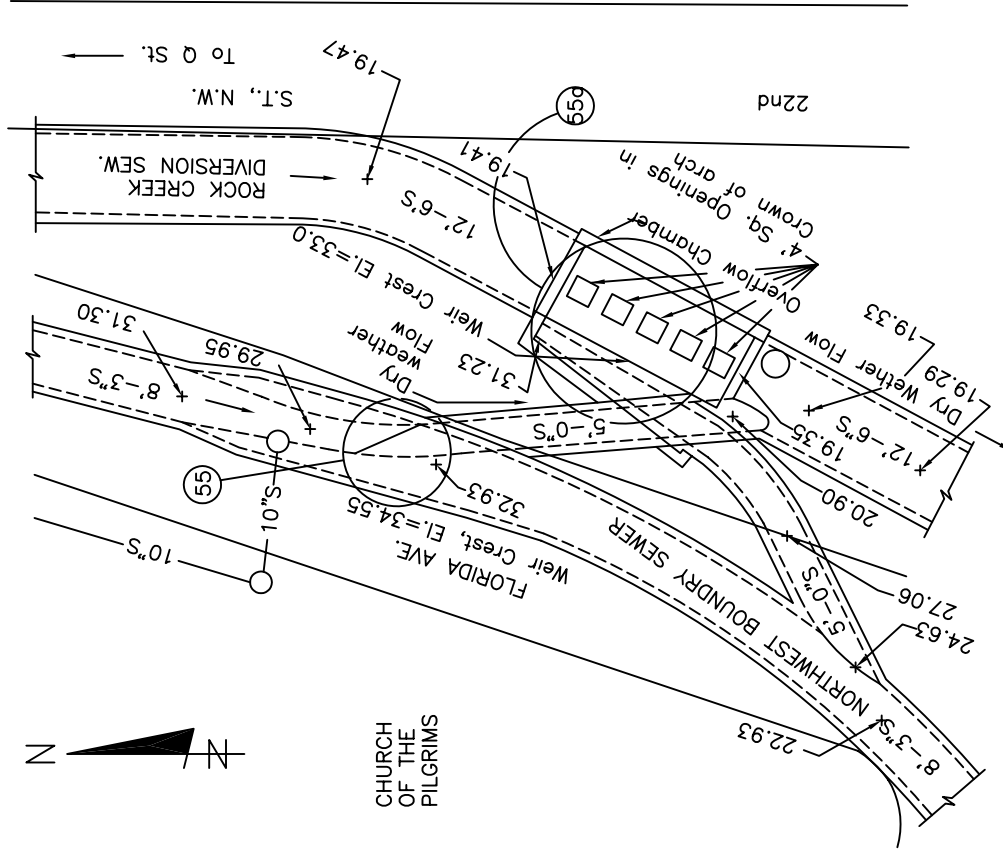 To Q St.
S.T., N.W.
22nd
19.47
55a
19.41
ROCK CREEK
DIVERSION SEW.
12'-6"S
4' Sq. Openings in
Crown of arch
Overflow Chamber
Weir Crest El.=33.0
31.23
Dry
weather
Flow
31.30
29.95
8'-3"S
5'-0"S
19.33
19.29
Dry Wether Flow
12'-6"S
19.35
20.90
55
10"S
10"S
32.93
Weir Crest, El.=34.55
FLORIDA AVE.
NORTHWEST BOUNDRY SEWER
5'-0"S
27.06
24.63
22.93
8'-3"S
N
N
CHURCH
OF THE
PILGRIMS